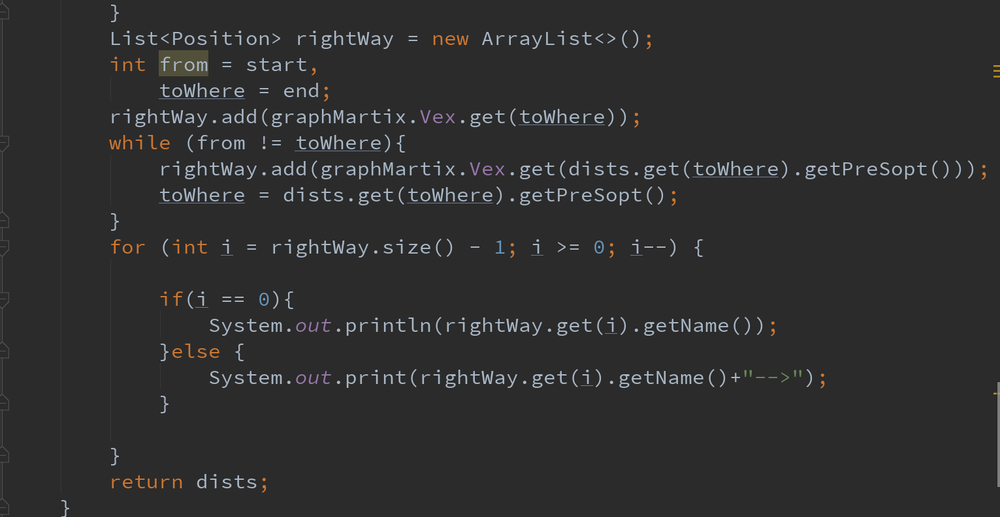 }
List<Position> rightWay = new ArrayList<>();
int from = start,
toWhere = end;
rightWay.add(graphMartix.Vex.get(toWhere));
while (from != toWhere){
rightWay.add(graphMartix.Vex.get(dists.get(toWhere).getPreSopt()));
toWhere = dists.get(toWhere).getPreSopt();
}
for (int i = rightWay.size() - 1; i >= 0; i--) {
if(i == 0){
System.out.println(rightWay.get(i).getName());
}else {
System.out.print(rightWay.get(i).getName()+"-->");
}
}
return dists;
}